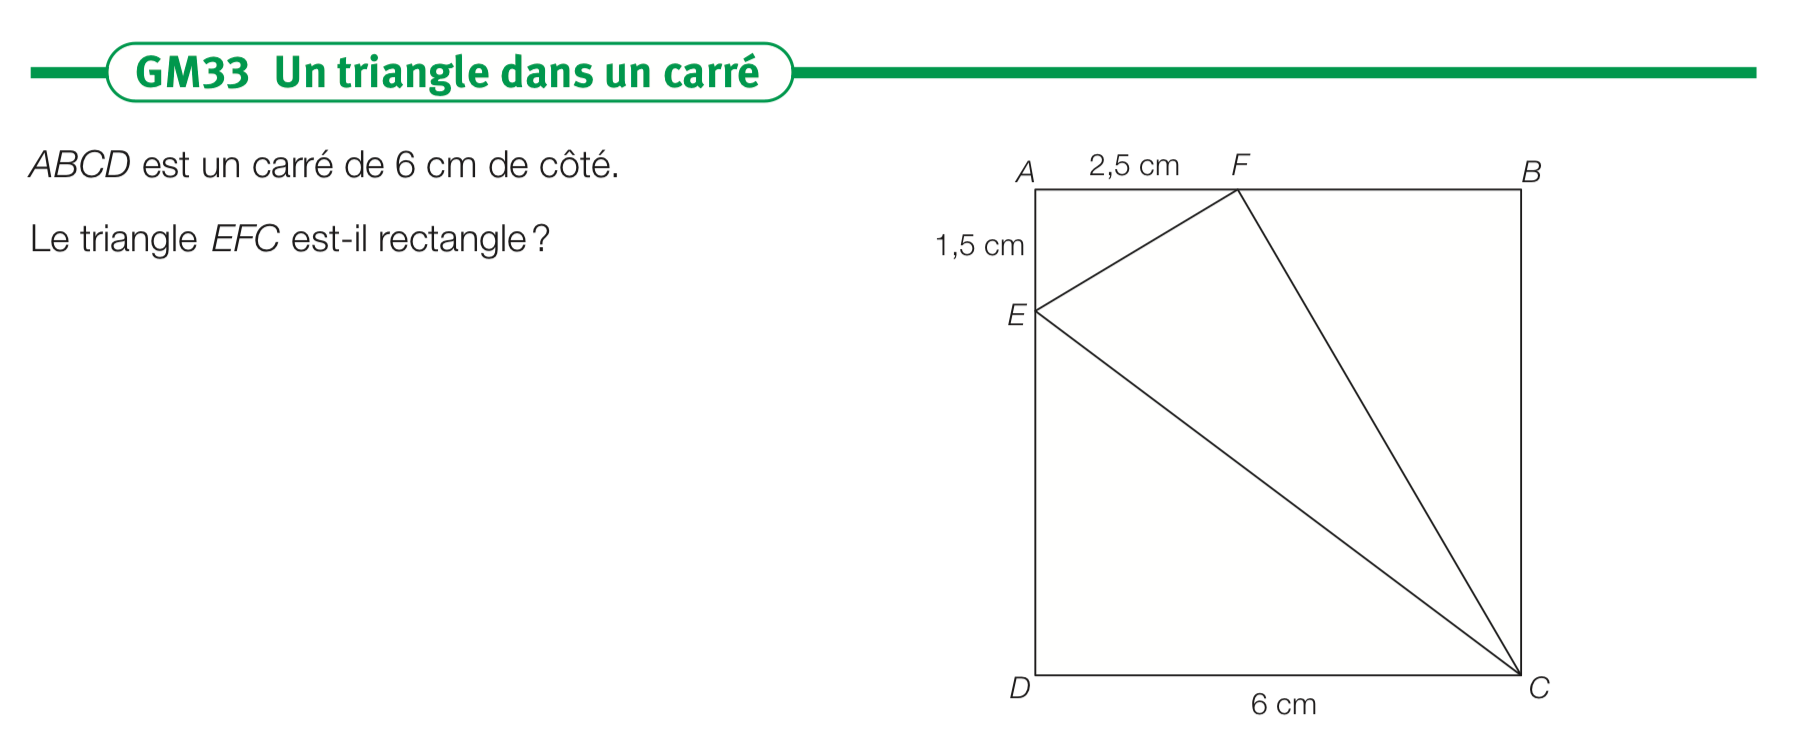 GM33 Un triangle dans un carré
ABCD est un carré de 6 cm de côté.
Le triangle EFC est-il rectangle ?
A 2,5 cm F B
1,5 cm
E
D C
6 cm